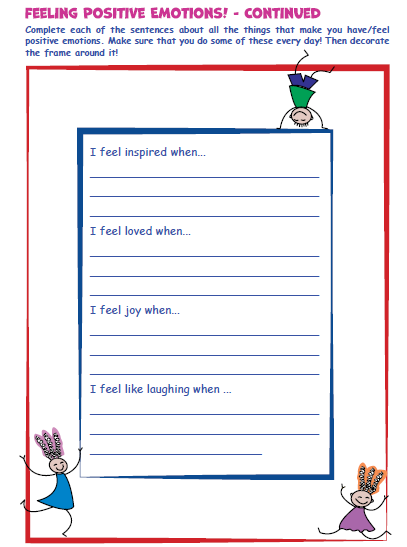 FEELING POSITIVE EMOTIONS! - CONTINUED
Complete each of the sentences about all the things that make you have/feel
positive emotions. Make sure that you do some of these every day! Then decorate
the frame around it!
I feel inspired when...
I feel loved when...
I feel joy when...
I feel like laughing when ...